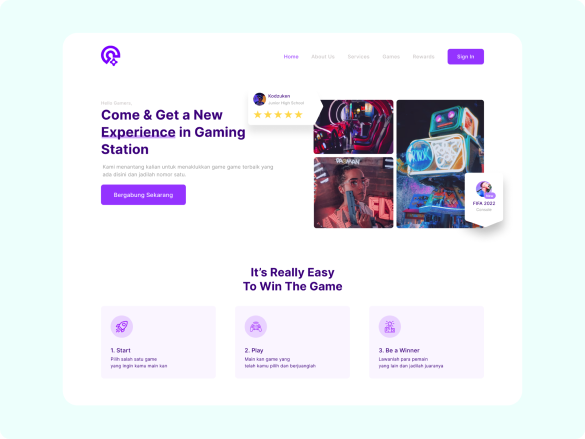 Home
About Us
Services
Games
Rewards
Sign In
Hello Gamers,
Come & Get a New
Experience in Gaming
Station
Kami menantang kalian untuk menaklukkan game game terbaik yang
ada disini dan jadilah nomor satu.
Bergabung Sekarang
Kodzuken
Junior High School
FIFA 2022
It's Really Easy
To Win The Game
1. Start
Pilih salah satu game
yang ingin kamu main kan
2. Play
Main kan game yang
telah kamu pilih dan berjuanglah
3. Be a Winner
Lawanlah para pemain
yang lain dan jadilah juaranya